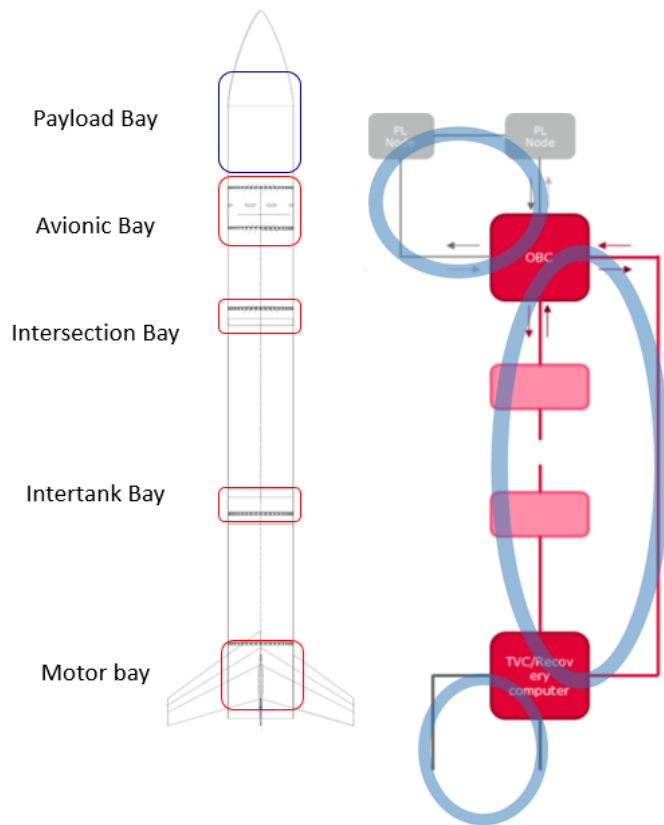 Payload Bay
Avionic Bay
Intersection Bay
Intertank Bay
Motor bay
PL
Node
PL
Node
OBC
TVC/Recov
ery
computer